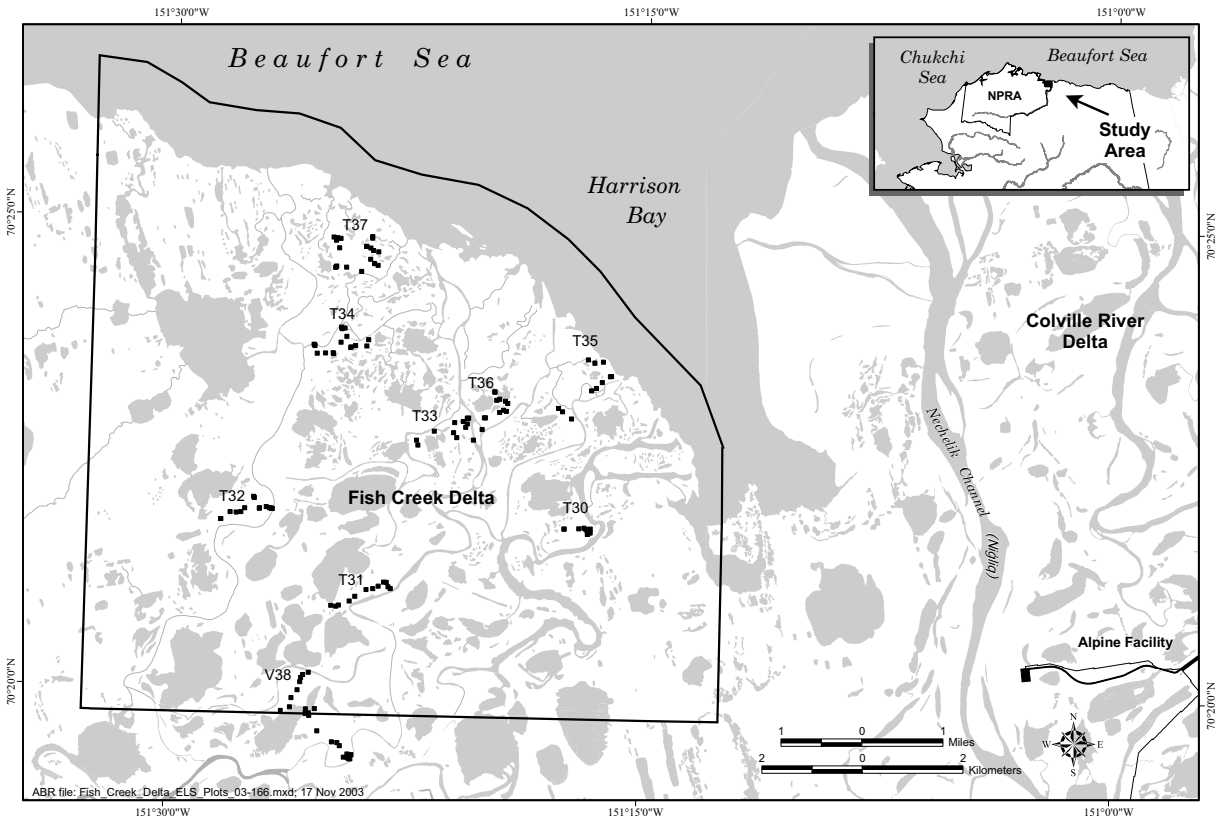 151°30'0"W
151°15'0"W
151°0'0"W
Beaufort Sea
Chukchi
Sea
Beaufort Sea
NPRA
Study
Area
Harrison
Bay
70°25'0"N
70°25'0"N
T37
T34
T35
T36
T33
Colville River
Delta
Nechelik Channel
(Nigliq)
T32
Fish Creek Delta
T30
T31
V38
Alpine Facility
70°20'0"N
70°20'0"N
1 0 1
Miles
2 0 2
Kilometers
N
W E
S
ABR file: Fish_Creek_Delta_ELS_Plots_03-166.mxd; 17 Nov 2003
151°30'0"W
151°15'0"W
151°0'0"W